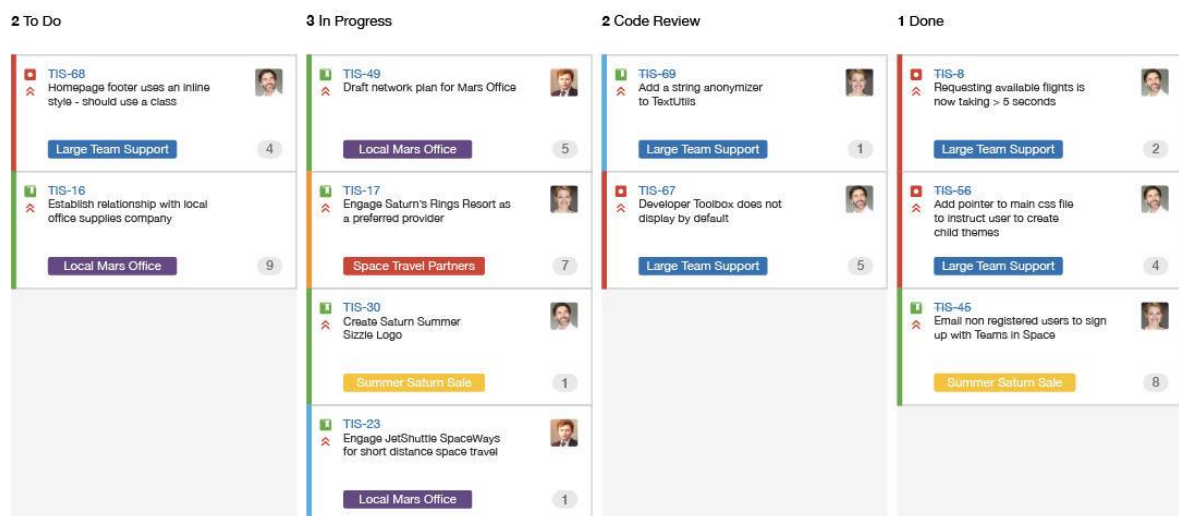 2 To Do
TIS-68
Homepage footer uses an inline
style - should use a class
Large Team Support
4
TIS-16
Establish relationship with local
office supplies company
Local Mars Office
9
3 In Progress
TIS-49
Draft network plan for Mars Office
Local Mars Office
5
TIS-17
Engage Saturn's Rings Resort as
a preferred provider
Space Travel Partners
7
TIS-30
Create Saturn Summer
Sizzle Logo
Summer Saturn Sale
1
TIS-23
Engage JetShuttle SpaceWays
for short distance space travel
Local Mars Office
1
2 Code Review
TIS-69
Add a string anonymizer
to TextUtils
Large Team Support
1
TIS-67
Developer Toolbox does not
display by default
Large Team Support
5
1 Done
TIS-8
Requesting available flights is
now taking > 5 seconds
Large Team Support
2
TIS-56
Add pointer to main css file
to instruct user to create
child themes
Large Team Support
4
TIS-45
Email non registered users to sign
up with Teams in Space
Summer Saturn Sale
8